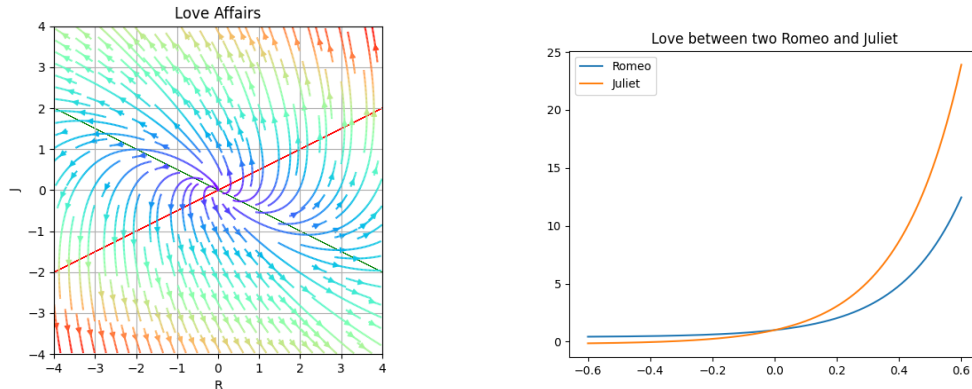 Love Affairs
4
3
2
1
0
−1
−2
−3
−4
J
−4 −3 −2 −1 0 1 2 3 4
R
Love between two Romeo and Juliet
25
20
15
10
5
0
Romeo
Juliet
−0.6 −0.4 −0.2 0.0 0.2 0.4 0.6